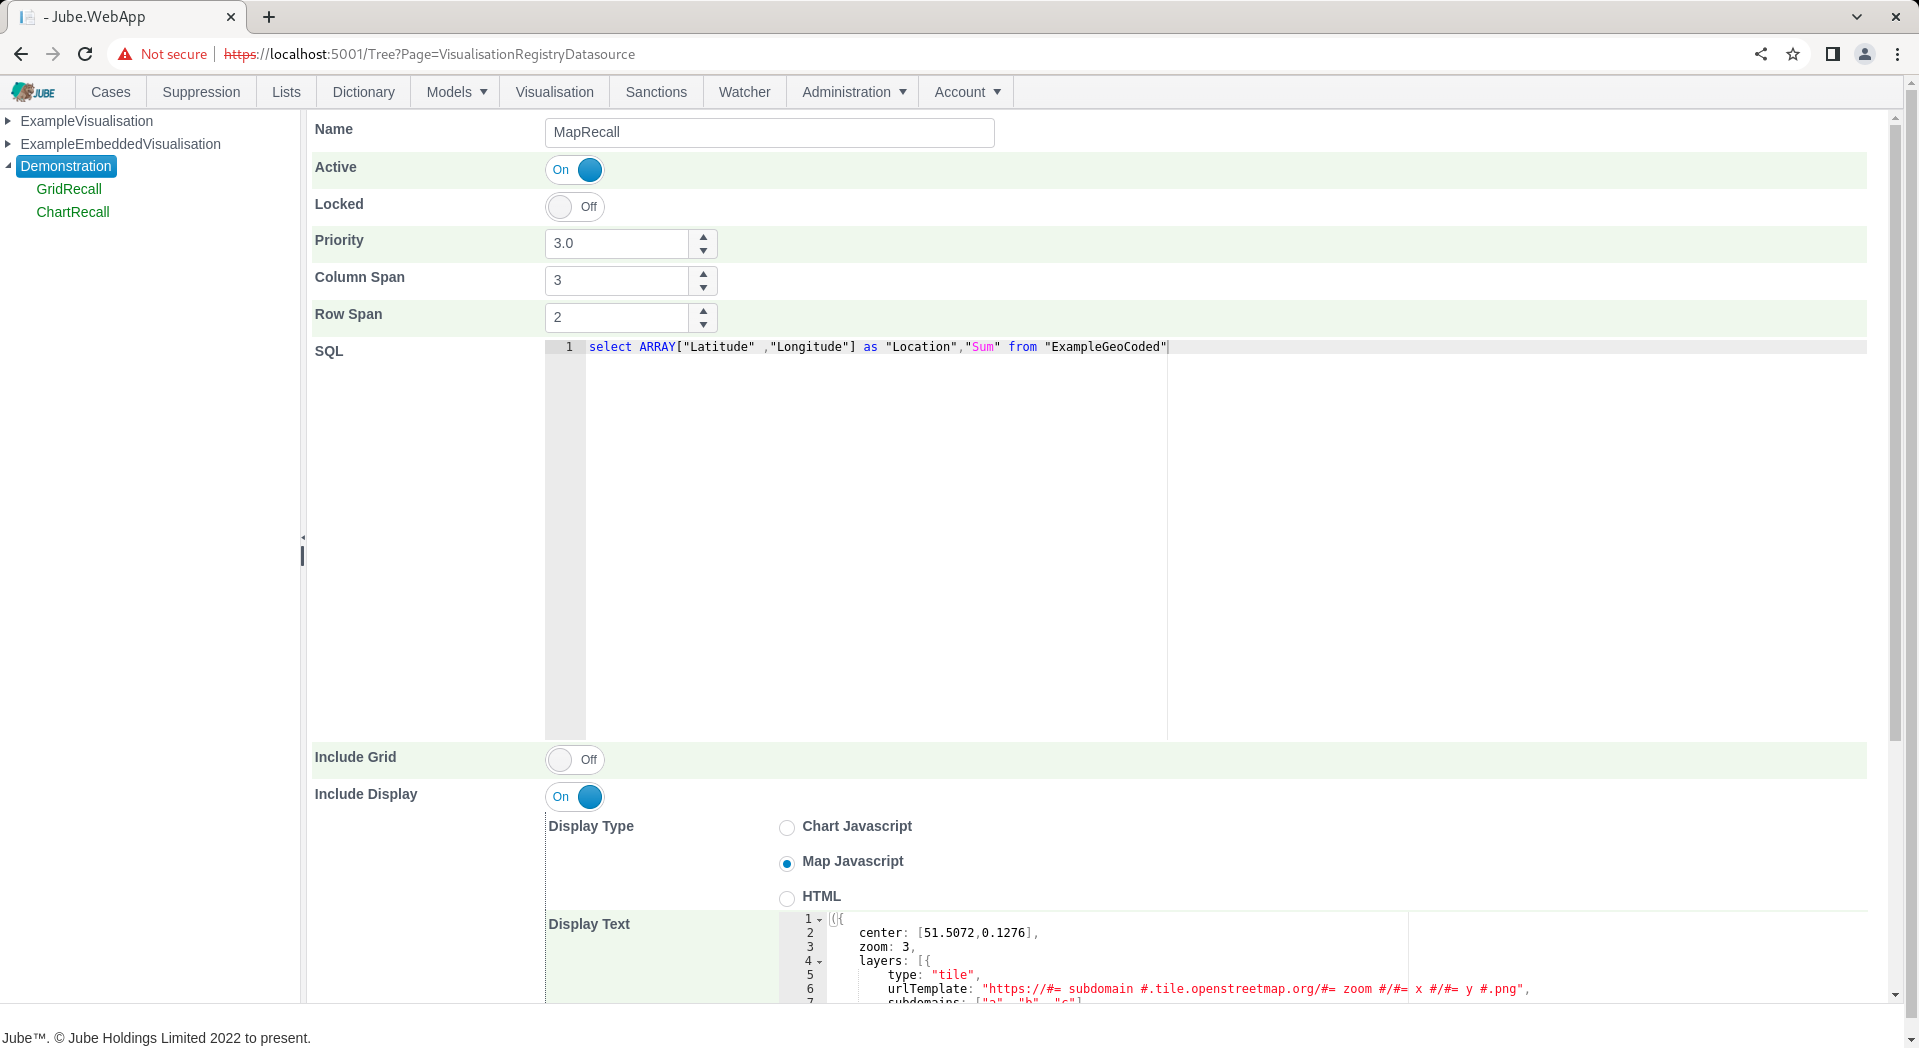 - Jube.WebApp
Not secure https://localhost:5001/Tree?Page=VisualisationRegistryDatasource
JUBE Cases Suppression Lists Dictionary Models Visualisation Sanctions Watcher Administration Account
ExampleVisualisation
ExampleEmbeddedVisualisation
Demonstration
GridRecall
ChartRecall
Name MapRecall
Active On
Locked Off
Priority 3.0
Column Span 3
Row Span 2
SQL 1 select ARRAY["Latitude" ,"Longitude"] as "Location","Sum" from "ExampleGeoCoded"
Include Grid Off
Include Display On
Display Type Chart Javascript
Map Javascript
HTML
Display Text 1 ({
2 center: [51.5072,0.1276],
3 zoom: 3,
4 layers: [{
5 type: "tile",
6 urlTemplate: "https://#= subdomain #.tile.openstreetmap.org/#= zoom #/#= x #/#= y #.png",
7 subdomains: ["a", "b", "c"]
Jube™. © Jube Holdings Limited 2022 to present.